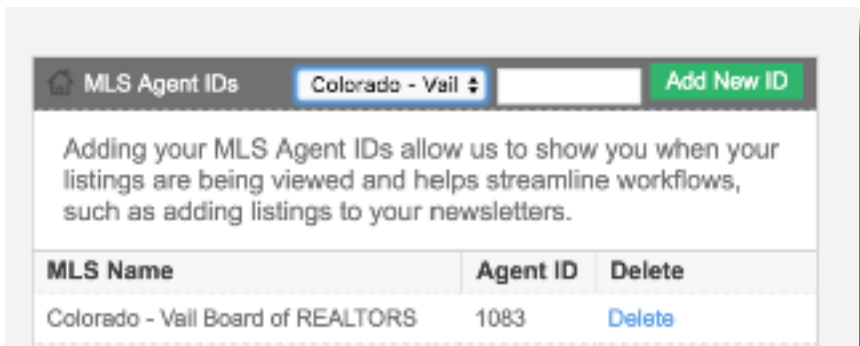 MLS Agent IDs Colorado - Vail Add New ID
Adding your MLS Agent IDs allow us to show you when your
listings are being viewed and helps streamline workflows,
such as adding listings to your newsletters.
MLS Name Agent ID Delete
Colorado - Vail Board of REALTORS 1083 Delete